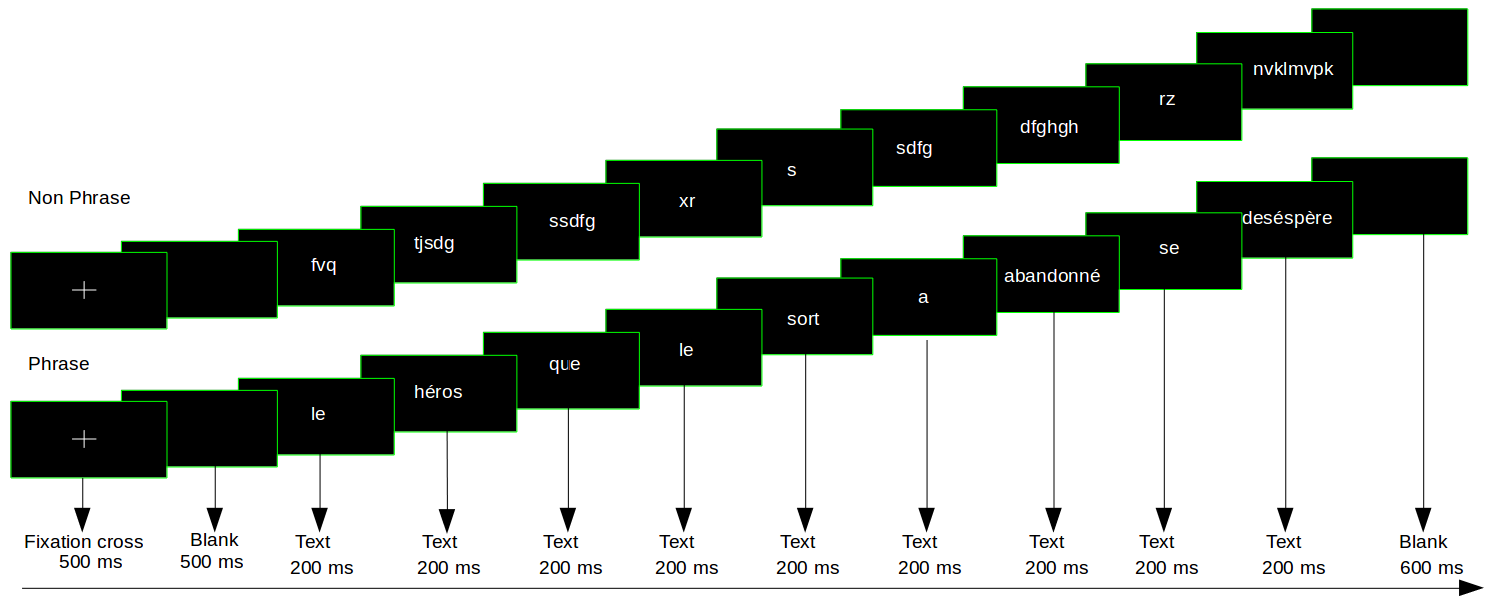 Non Phrase
fvq
tjsdg
ssdfg
xr
s
sdfg
dfghgh
rz
nvklmvpk
Phrase
le
héros
que
le
sort
a
abandonné
se
deséspère
Fixation cross
500 ms
Blank
500 ms
Text
200 ms
Text
200 ms
Text
200 ms
Text
200 ms
Text
200 ms
Text
200 ms
Text
200 ms
Text
200 ms
Text
200 ms
Blank
600 ms